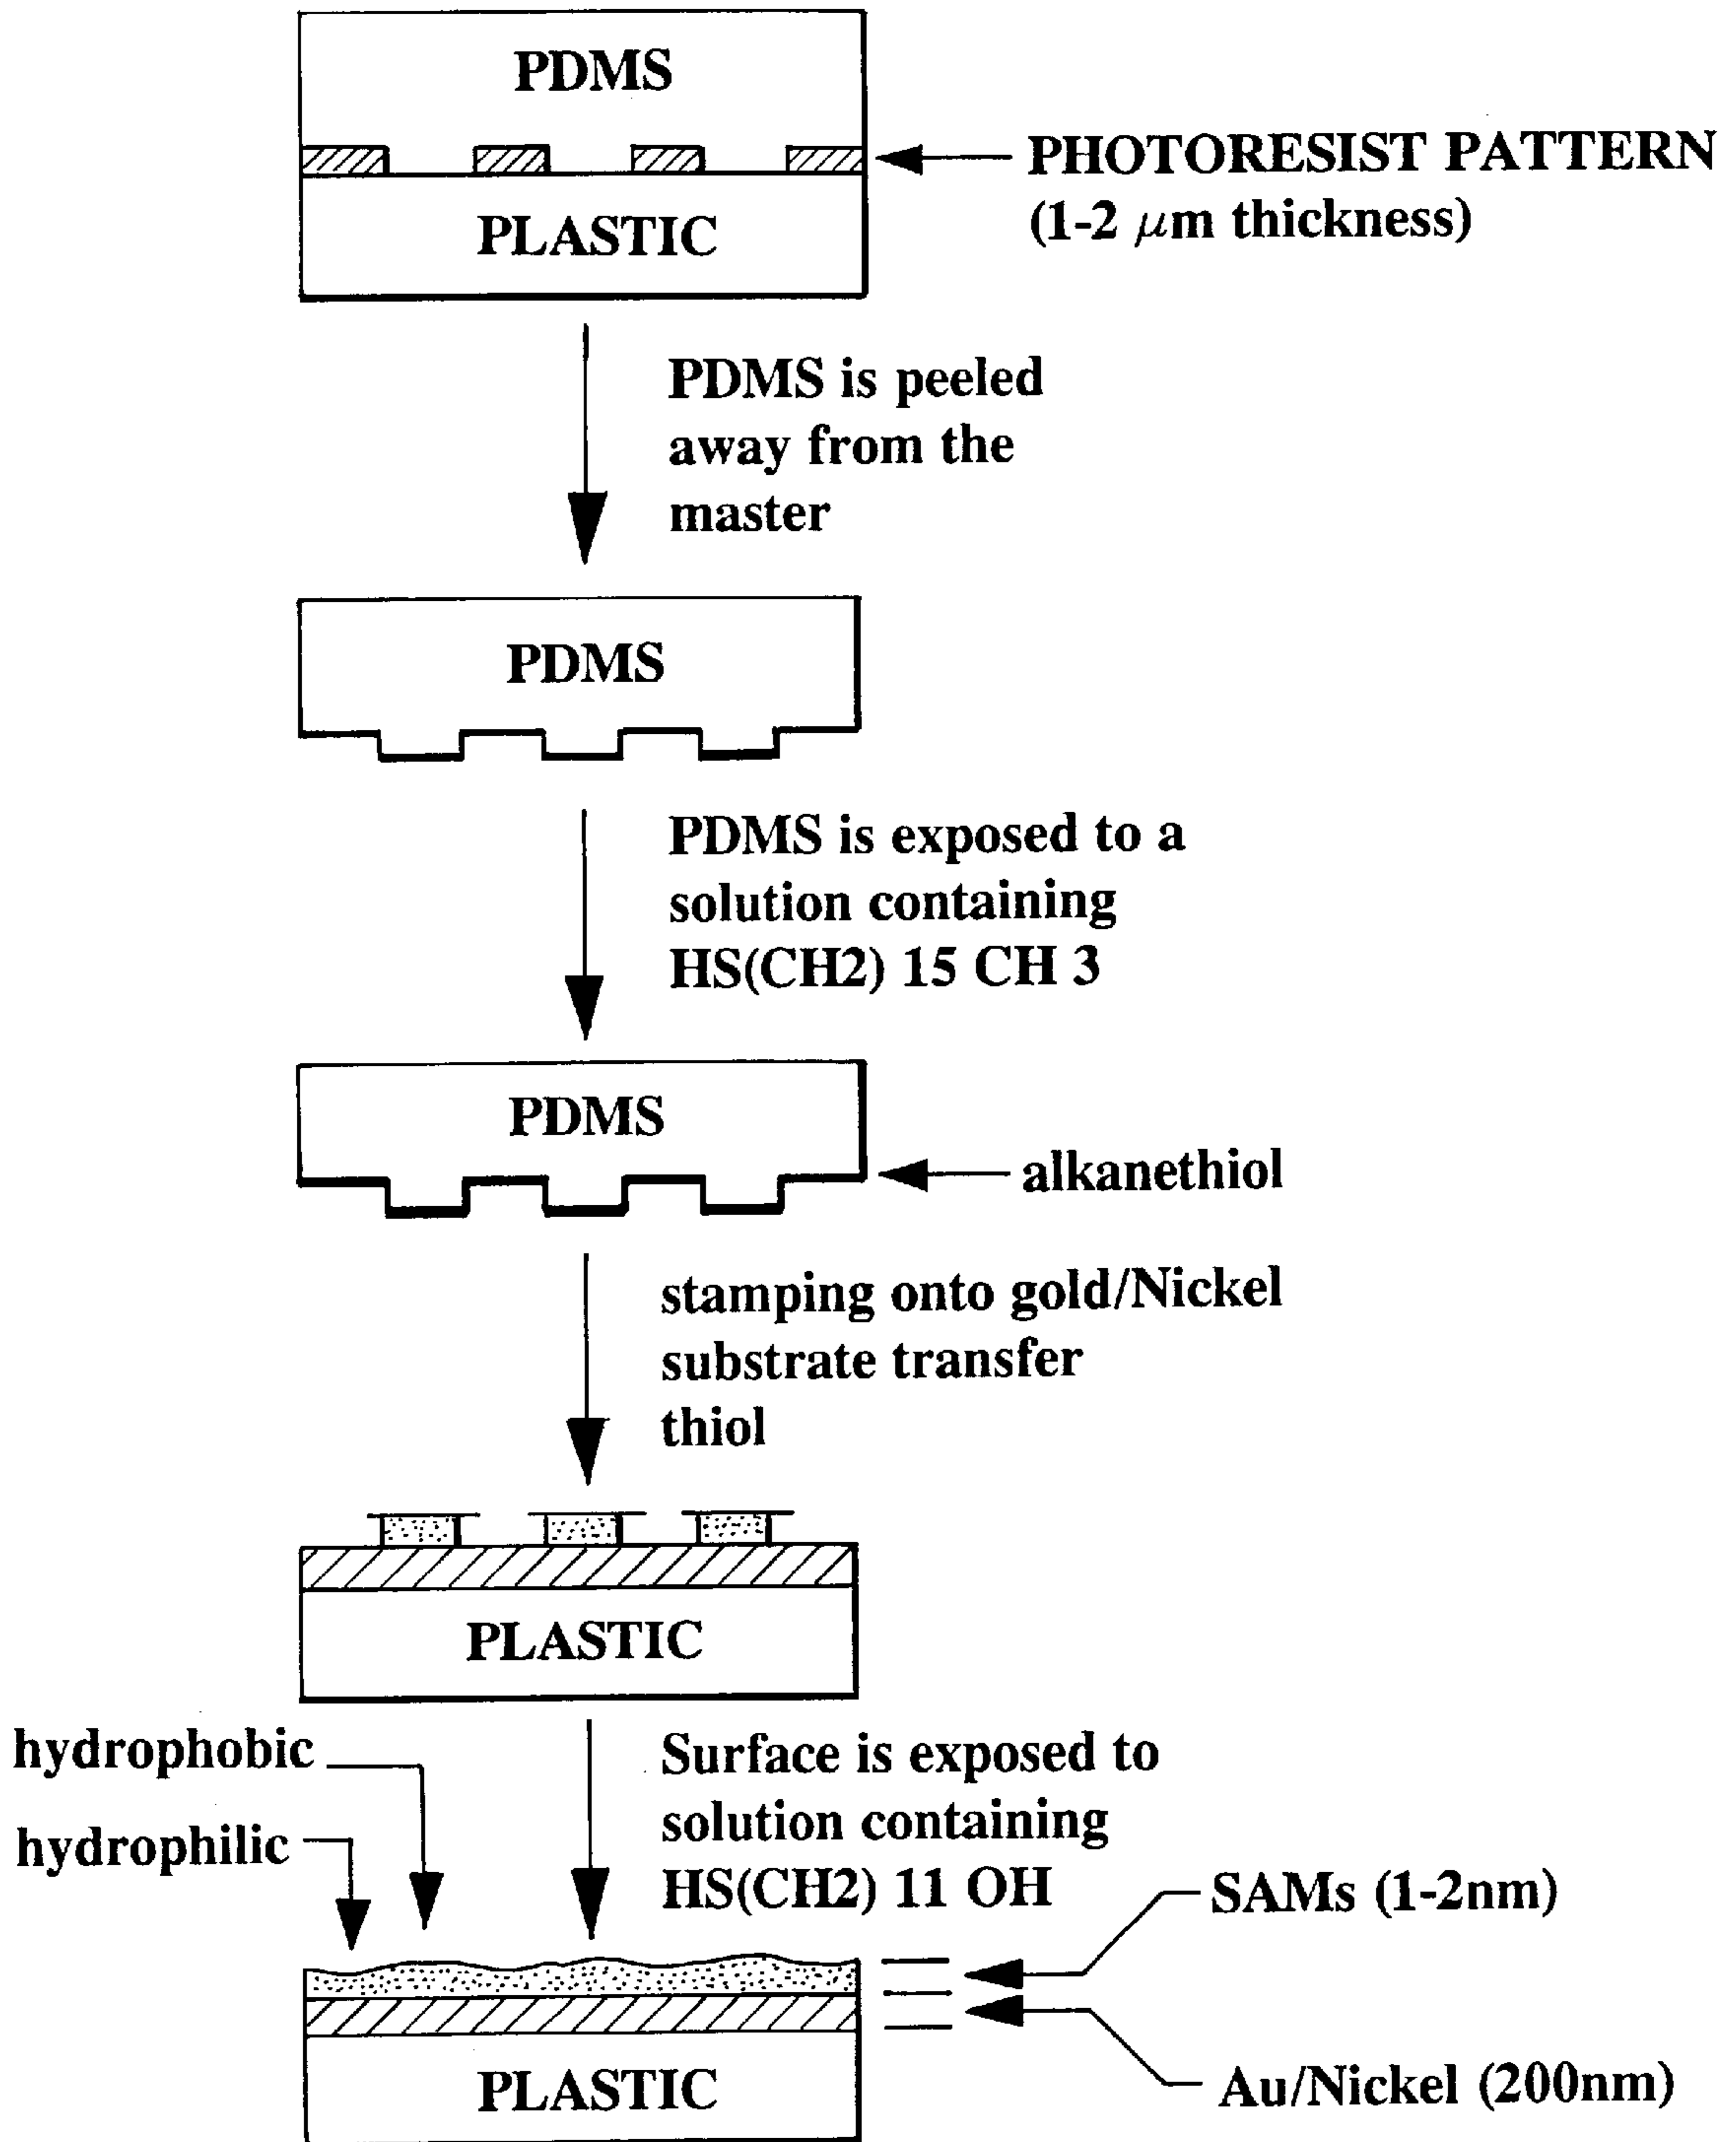 PDMS
PHOTORESIST PATTERN
(1-2 μm thickness)
PLASTIC
PDMS is peeled
away from the
master
PDMS
PDMS is exposed to a
solution containing
HS(CH2) 15 CH 3
PDMS
alkanethiol
stamping onto gold/Nickel
substrate transfer
thiol
PLASTIC
hydrophobic
hydrophilic
Surface is exposed to
solution containing
HS(CH2) 11 OH
SAMs (1-2nm)
Au/Nickel (200nm)
PLASTIC